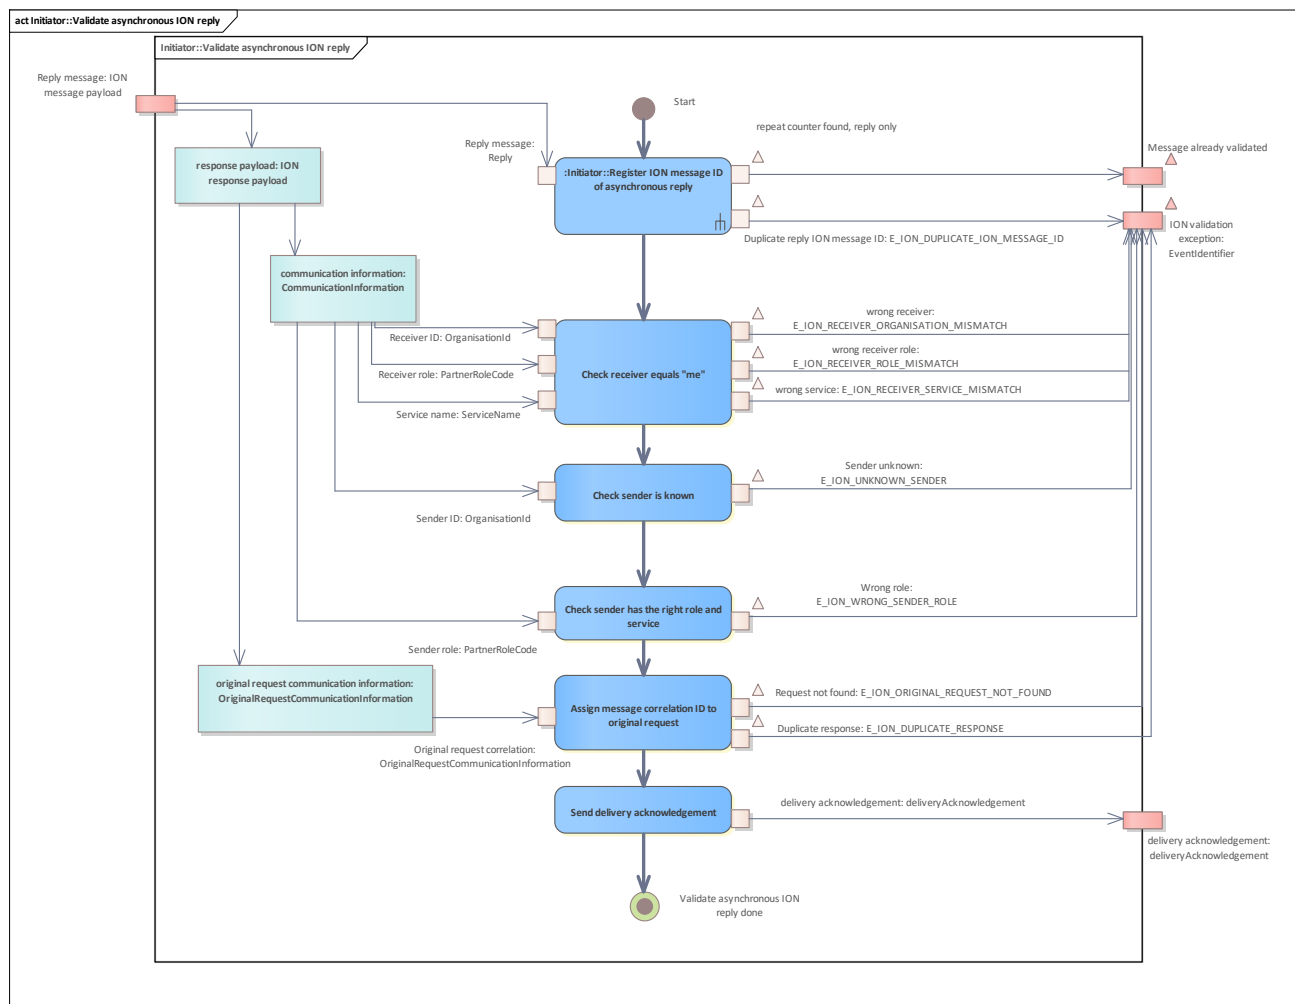 act Initiator::Validate asynchronous ION reply
Initiator::Validate asynchronous ION reply
Reply message: ION
message payload
Start
repeat counter found, reply only
Reply message:
Reply
Message already validated
response payload: ION
response payload
:Initiator::Register ION message ID
of asynchronous reply
ION validation
exception:
EventIdentifier
Duplicate reply ION message ID: E_ION_DUPLICATE_ION_MESSAGE_ID
communication information:
CommunicationInformation
Receiver ID: OrganisationId
wrong receiver:
E_ION_RECEIVER_ORGANISATION_MISMATCH
Receiver role: PartnerRoleCode
Check receiver equals "me"
wrong receiver role:
E_ION_RECEIVER_ROLE_MISMATCH
Service name: ServiceName
wrong service: E_ION_RECEIVER_SERVICE_MISMATCH
Sender unknown:
E_ION_UNKNOWN_SENDER
Check sender is known
Sender ID: OrganisationId
Wrong role:
E_ION_WRONG_SENDER_ROLE
Check sender has the right role and
service
Sender role: PartnerRoleCode
original request communication information:
OriginalRequestCommunicationInformation
Assign message correlation ID to
original request
Request not found: E_ION_ORIGINAL_REQUEST_NOT_FOUND
Duplicate response: E_ION_DUPLICATE_RESPONSE
Original request correlation:
OriginalRequestCommunicationInformation
Send delivery acknowledgement
delivery acknowledgement: deliveryAcknowledgement
delivery acknowledgement:
deliveryAcknowledgement
Validate asynchronous ION
reply done